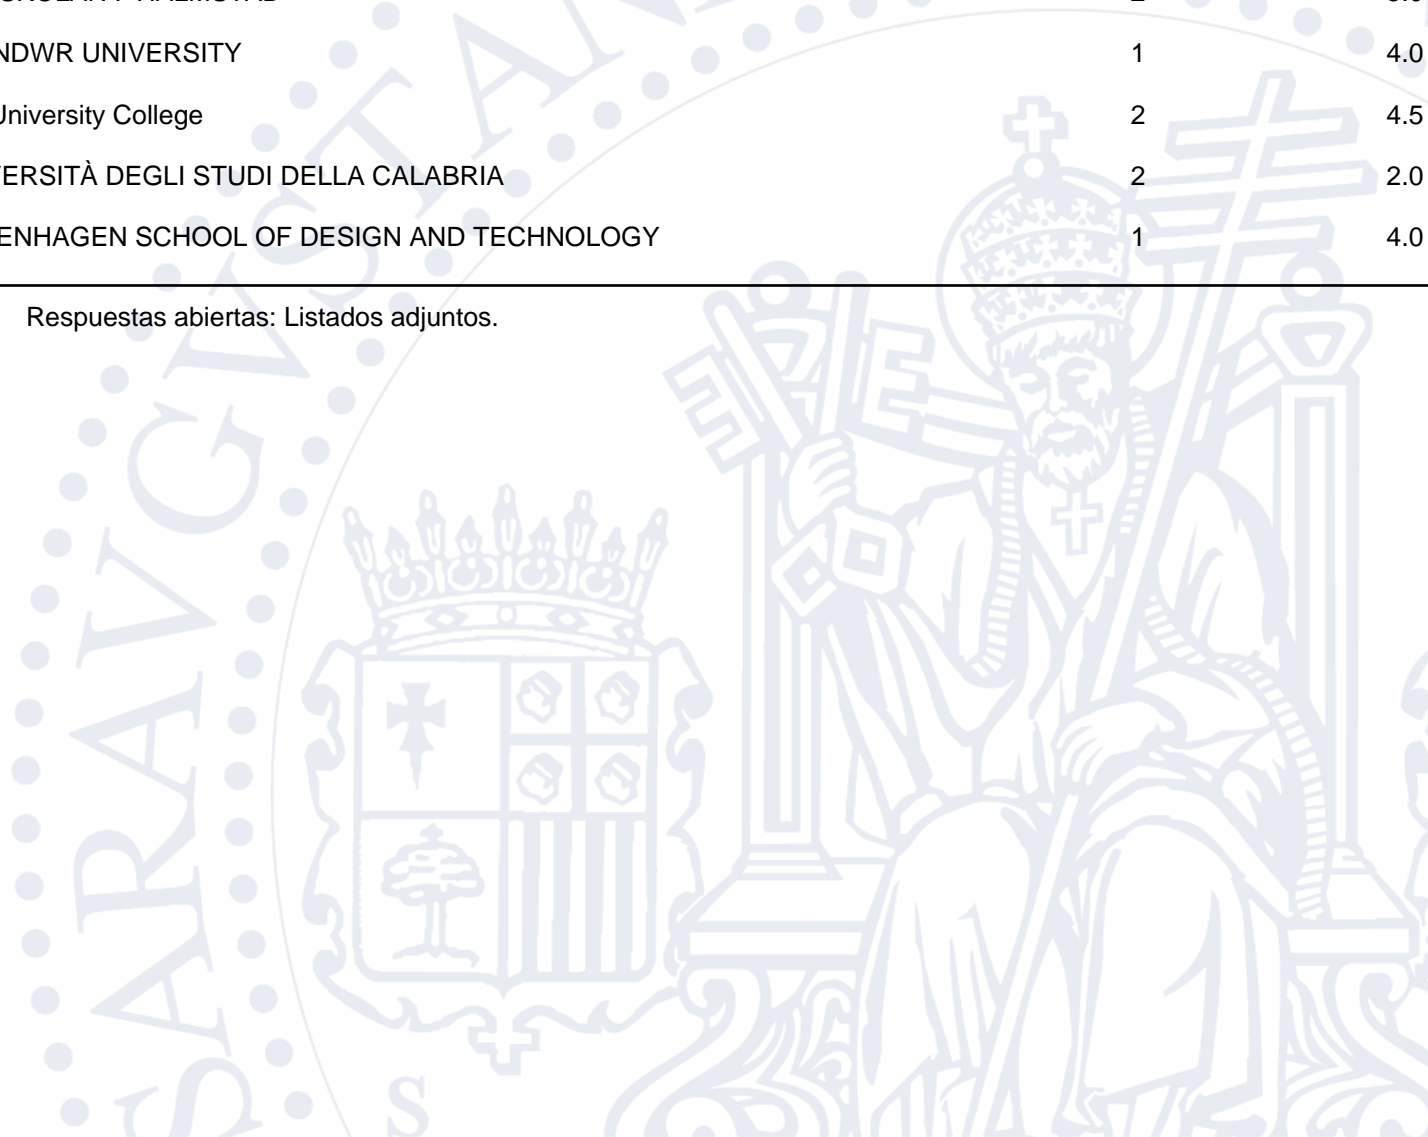 NDWR UNIVERSITY 1 4.0
University College 2 4.5
ERSITÀ DEGLI STUDI DELLA CALABRIA 2 2.0
ENHAGEN SCHOOL OF DESIGN AND TECHNOLOGY 1 4.0
Respuestas abiertas: Listados adjuntos.
SARAVGVSTAN
S